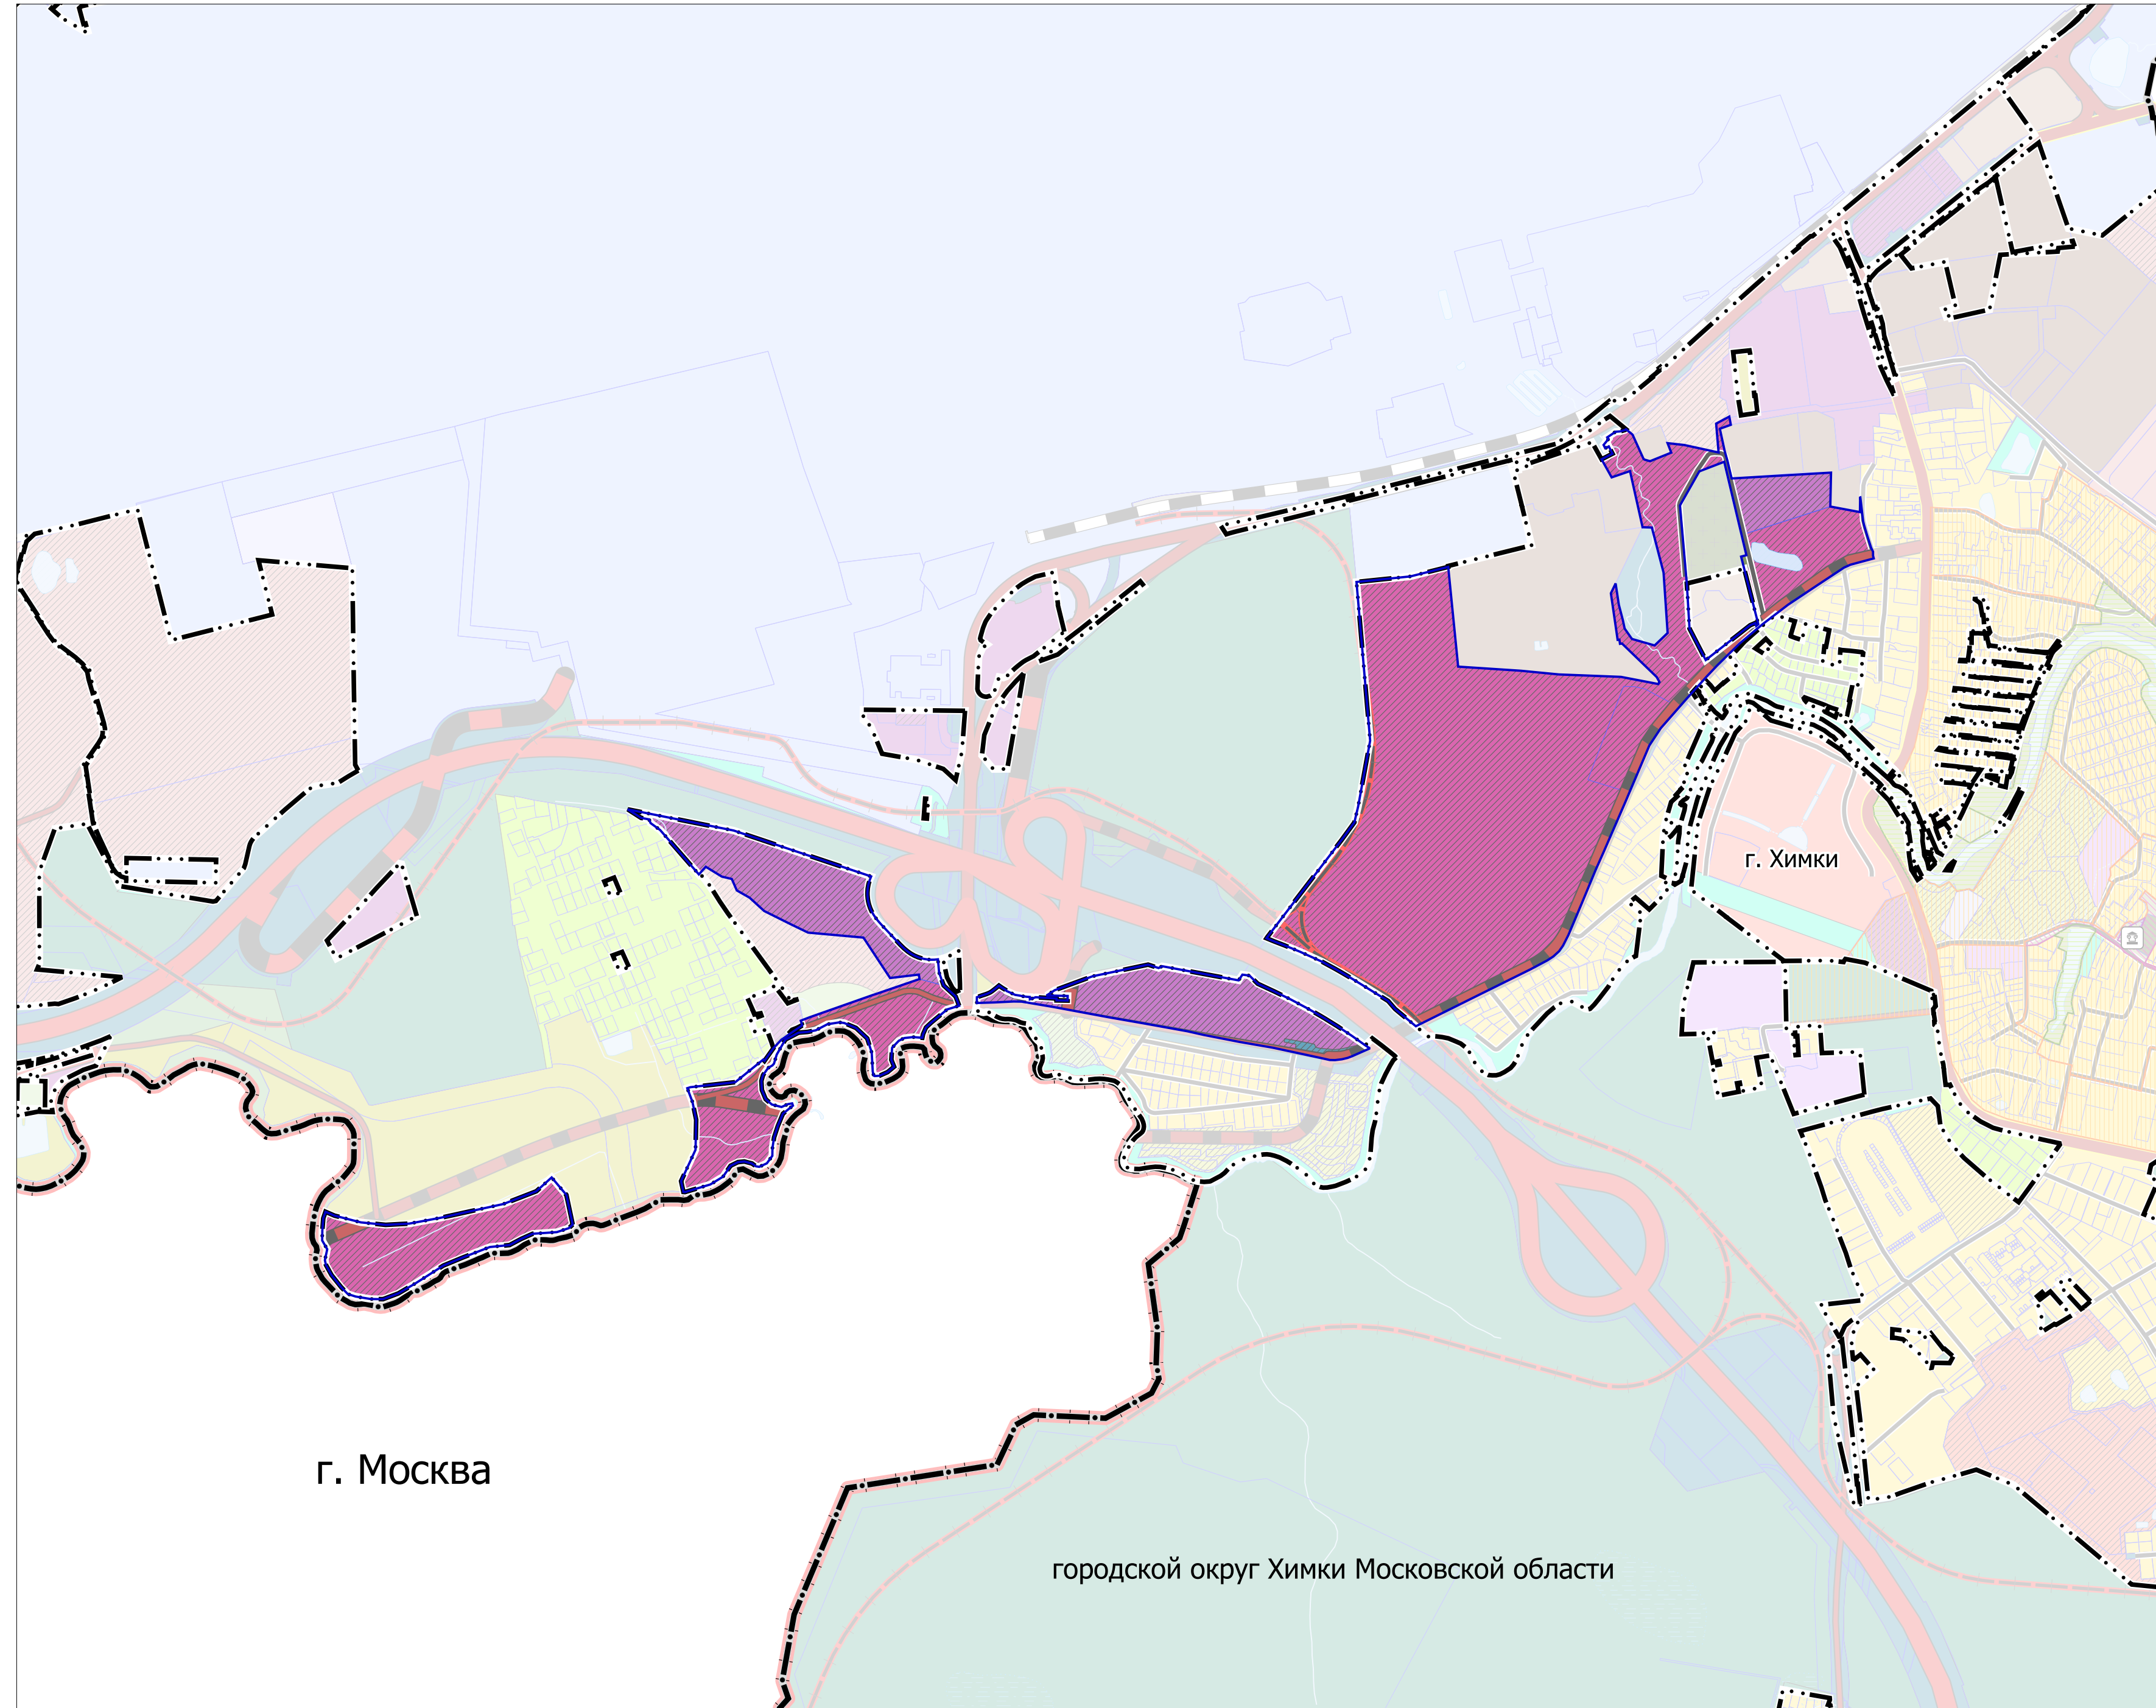 г. Химки
г. Москва
городской округ Химки Московской области